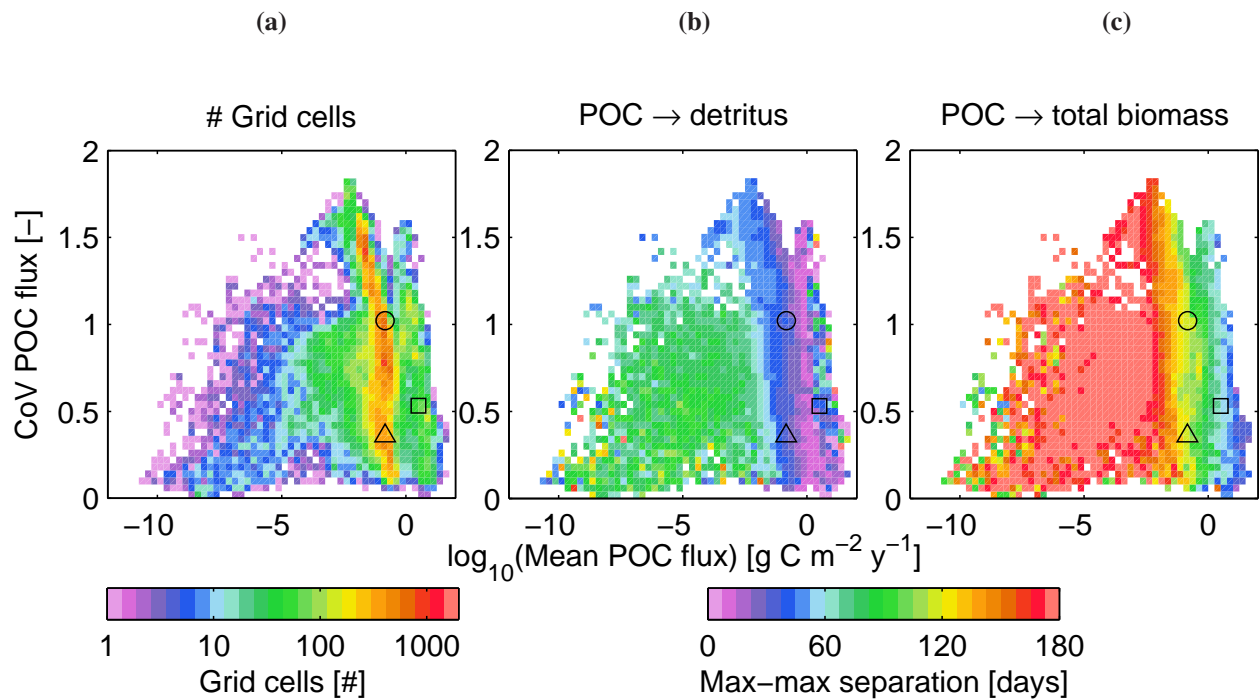 (a) (b) (c)
# Grid cells POC → detritus POC → total biomass
2 2 2
1.5 1.5 1.5
1 1 1
0.5 0.5 0.5
0 0 0
CoV POC flux [−]
−10 −5 0 −10 −5 0 −10 −5 0
log₁₀(Mean POC flux) [g C m⁻² y⁻¹]
1 10 100 1000 0 60 120 180
Grid cells [#] Max−max separation [days]